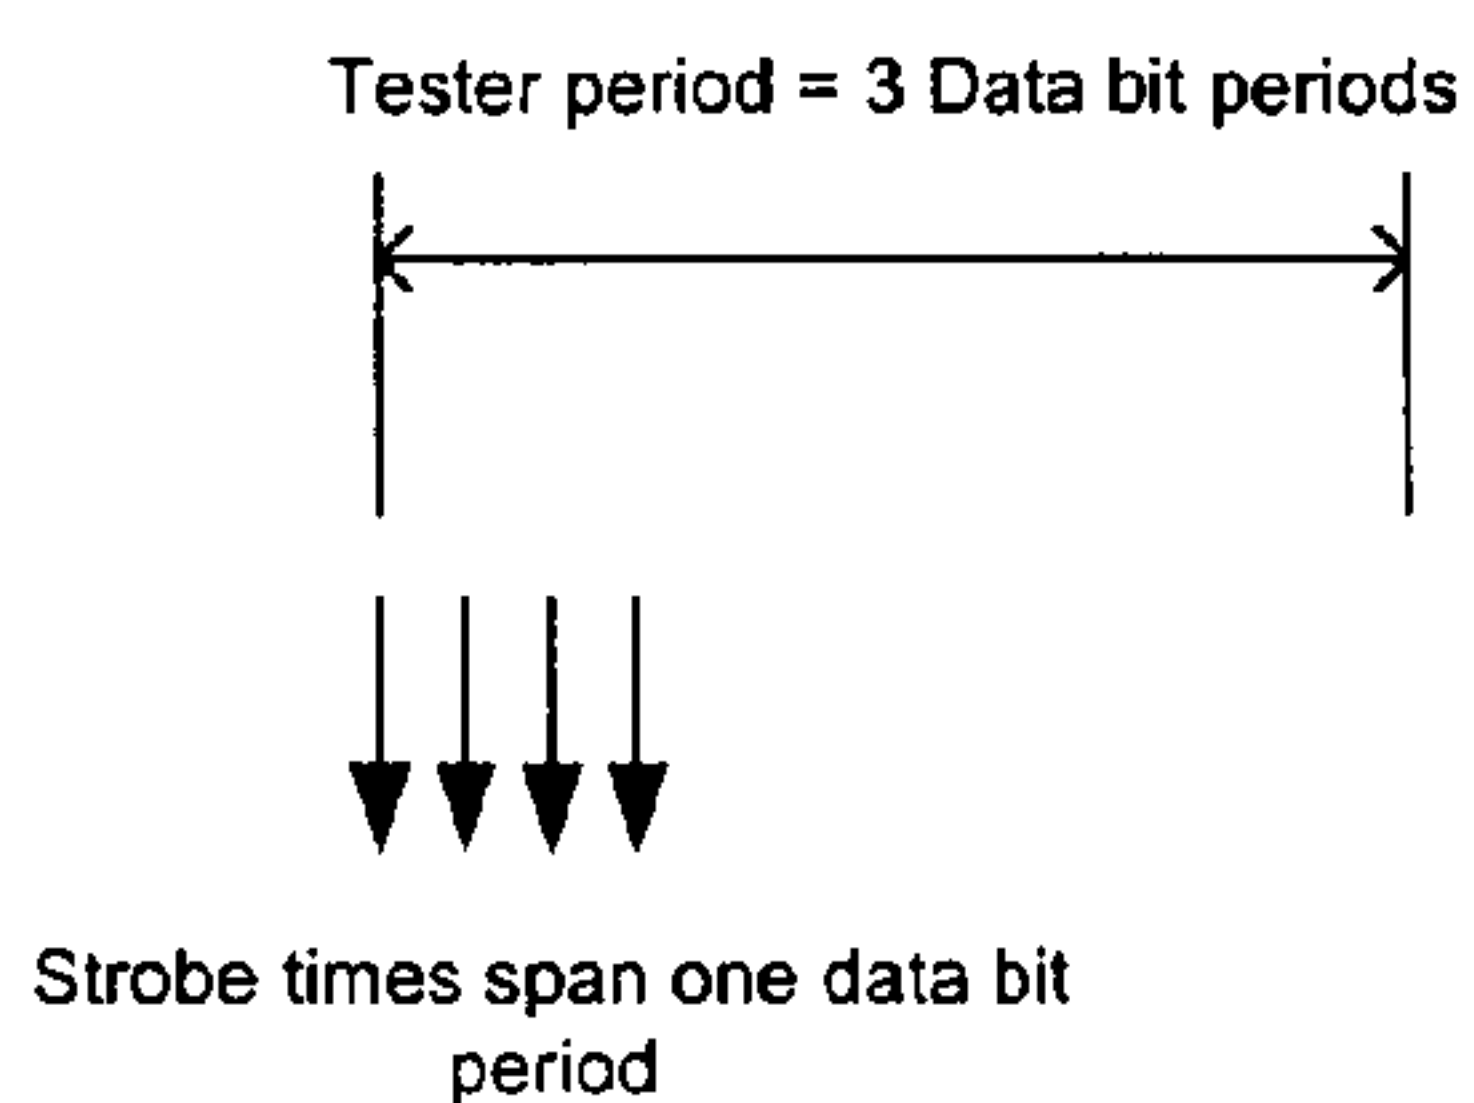 Tester period = 3 Data bit periods
Strobe times span one data bit
period